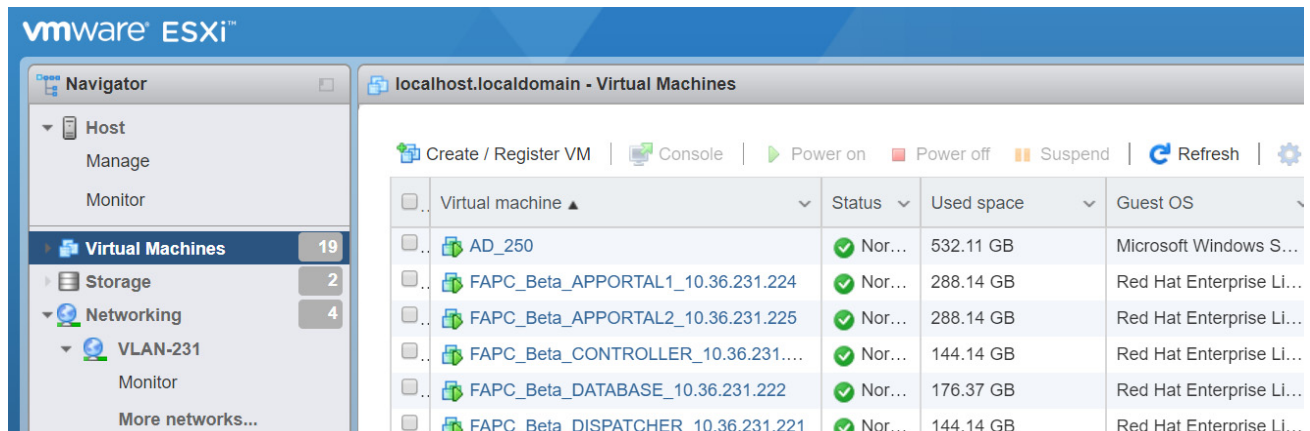 vmware® ESXi™
Navigator
Host
Manage
Monitor
Virtual Machines 19
Storage 2
Networking 4
VLAN-231
Monitor
More networks...
localhost.localdomain - Virtual Machines
Create / Register VM | Console | Power on Power off Suspend | Refresh |
Virtual machine ▲ Status Used space Guest OS
AD_250 Nor... 532.11 GB Microsoft Windows S...
FAPC_Beta_APPORTAL1_10.36.231.224 Nor... 288.14 GB Red Hat Enterprise Li...
FAPC_Beta_APPORTAL2_10.36.231.225 Nor... 288.14 GB Red Hat Enterprise Li...
FAPC_Beta_CONTROLLER_10.36.231.... Nor... 144.14 GB Red Hat Enterprise Li...
FAPC_Beta_DATABASE_10.36.231.222 Nor... 176.37 GB Red Hat Enterprise Li...
FAPC_Beta_DISPATCHER_10.36.231.221 Nor... 144.14 GB Red Hat Enterprise Li...